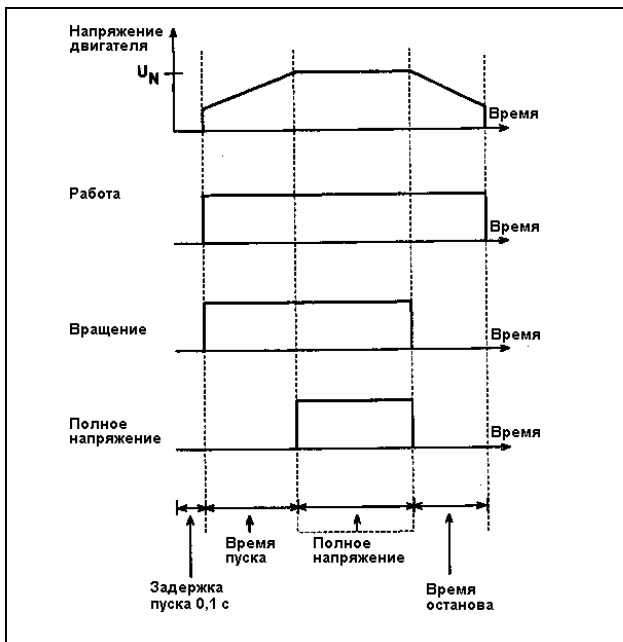 Напряжение
двигателя
U_N
Время
Работа
Время
Вращение
Время
Полное
напряжение
Время
Время
пуска
Полное
напряжение
Задержка
пуска 0,1 с
Время
останова